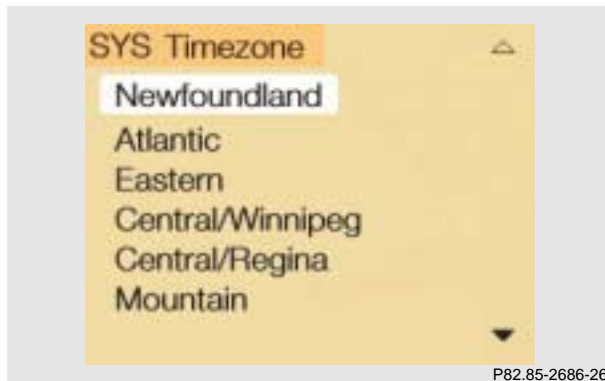 SYS Timezone
Newfoundland
Atlantic
Eastern
Central/Winnipeg
Central/Regina
Mountain
P82.85-2686-26